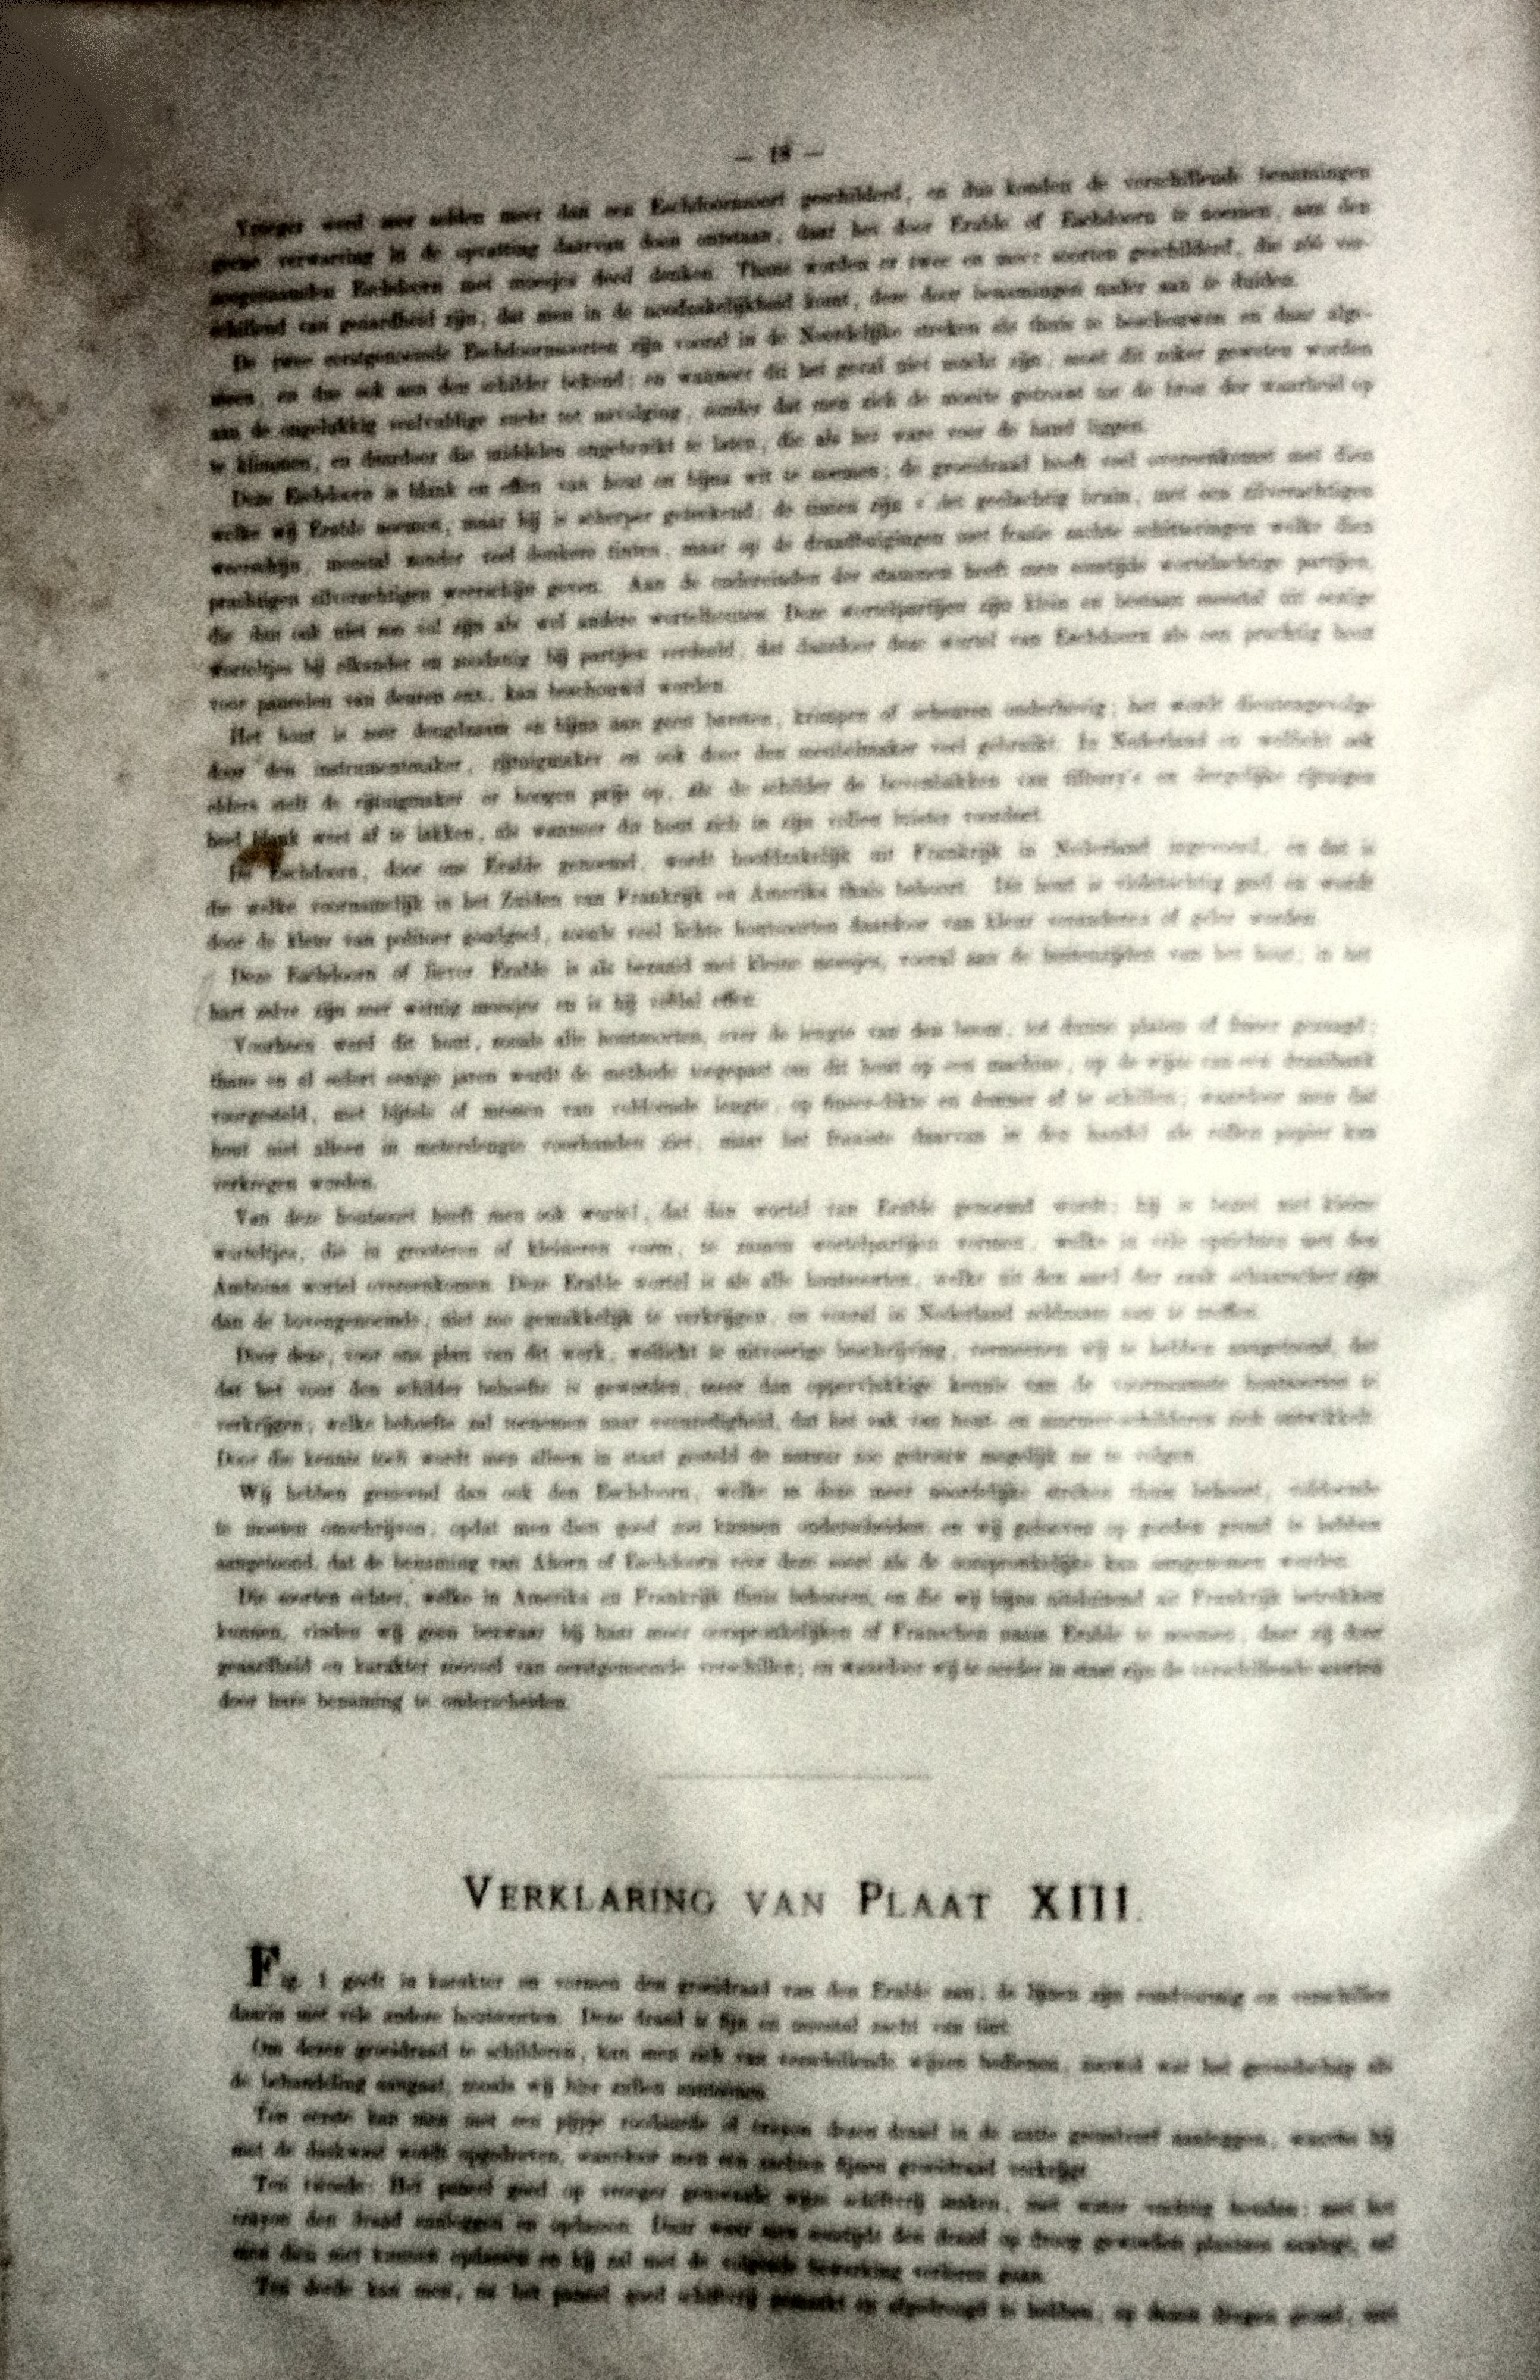 — 18 —
Vroeger werd zeer zelden meer dan een Eschdoornsoort geschilderd, en dus konden de verschillende benamingen
geene verwarring in de opvatting daarvan doen ontstaan, daar het door Erable of Eschdoorn te noemen, aan den
zoogenaamden Eschdoorn met moesjes deed denken. Thans worden er twee en meer soorten geschilderd, die zóó ver-
schillend van geaardheid zijn, dat men in de noodzakelijkheid komt, deze door benamingen nader aan te duiden.
De twee eerstgenoemde Eschdoornsoorten zijn vooral in de Noordelijke streken als thuis te beschouwen en daar alge-
meen, en dus ook aan den schilder bekend; en wanneer dit het geval niet mocht zijn, moet dit zeker geweten worden
aan de ongelukkig veelvuldige zucht tot navolging, zonder dat men zich de moeite getroost tot de bron der waarheid op
te klimmen, en daardoor die middelen ongebruikt te laten, die als het ware voor de hand liggen.
Deze Eschdoorn is blank en effen van hout en bijna wit te noemen; de groeidraad heeft veel overeenkomst met dien
welke wij Erable noemen, maar hij is scherper geteekend; de tinten zijn geelachtig bruin, met een zilverachtigen
weerschijn, meestal zonder veel donkere tinten, maar op de draadbuigingen met fraaie zachte schitteringen welke dien
prachtigen zilverachtigen weerschijn geven. Aan de ondereinden der stammen heeft men somtijds wortelachtige partijen,
die dan ook niet zoo vol zijn als wel andere wortelhouten. Deze wortelpartijen zijn klein en bestaan meestal uit eenige
worteltjes bij elkander en zoodanig bij partijen verdeeld, dat daardoor deze wortel van Eschdoorn als een prachtig hout
voor paneelen van deuren enz., kan beschouwd worden.
Het hout is zeer deugdzaam en bijna aan geen barsten, krimpen of scheuren onderhevig; het wordt dientengevolge
door den instrumentmaker, rijtuigmaker en ook door den meubelmaker veel gebruikt. In Nederland en wellicht ook
elders stelt de rijtuigmaker er hoogen prijs op, als de schilder de bovenbakken van tilbury's en dergelijke rijtuigen
heel blank weet af te lakken, als wanneer dit hout zich in zijn vollen luister voordoet.
De Eschdoorn, door ons Erable genoemd, wordt hoofdzakelijk uit Frankrijk in Nederland ingevoerd, en dat is
die welke voornamelijk in het Zuiden van Frankrijk en Amerika thuis behoort. Dit hout is violetachtig geel en wordt
door de kleur van politoer goudgeel, zooals veel lichte houtsoorten daardoor van kleur veranderen of geler worden.
Deze Eschdoorn of liever Erable is als bezaaid met kleine moesjes, vooral aan de buitenzijden van het hout; in het
hart zelve zijn zeer weinig moesjes en is hij veelal effen.
Voorheen werd dit hout, zooals alle houtsoorten, over de lengte van den boom, tot dunne platen of fineer gezaagd;
thans en al sedert eenige jaren wordt de methode toegepast om dit hout op een machine, op de wijze van een draaibank
voorgesteld, met bijtels of messen van voldoende lengte, op fineer-dikte en dunner af te schillen; waardoor men dat
hout niet alleen in meterslengte voorhanden ziet, maar het fraaiste daarvan in den handel als rollen papier kan
verkregen worden.
Van deze houtsoort heeft men ook wortel, dat dan wortel van Erable genoemd wordt; hij is bezet met kleine
worteltjes, die in grooteren of kleineren vorm, te zamen wortelpartijen vormen, welke in vele opzichten met den
Amboina wortel overeenkomen. Deze Erable wortel is als alle houtsoorten, welke uit den aard der zaak schaarscher zijn
dan de bovengenoemde, niet zoo gemakkelijk te verkrijgen, en vooral in Nederland zeldzaam aan te treffen.
Door deze, voor ons plan van dit werk, wellicht te uitvoerige beschrijving, vermeenen wij te hebben aangetoond, dat
dat het voor den schilder behoefte is geworden, meer dan oppervlakkige kennis van de voornaamste houtsoorten te
verkrijgen; welke behoefte zal toenemen naar evenredigheid, dat het vak van hout- en marmer-schilderen zich ontwikkelt.
Door die kennis toch wordt men alleen in staat gesteld de natuur zoo getrouw mogelijk na te volgen.
Wij hebben gemeend dan ook den Eschdoorn, welke in deze meer noordelijke streken thuis behoort, voldoende
te moeten omschrijven, opdat men dien goed zou kunnen onderscheiden; en wij gelooven op goeden grond te hebben
aangetoond, dat de benaming van Ahorn of Eschdoorn voor deze soort als de oorspronkelijke kan aangenomen worden.
Die soorten echter, welke in Amerika en Frankrijk thuis behooren, en die wij bijna uitsluitend uit Frankrijk betrekken
kunnen, vinden wij geen bezwaar bij haar meer oorspronkelijken of Franschen naam Erable te noemen, daar zij door
geaardheid en karakter zooveel van eerstgenoemde verschillen; en waardoor wij te eerder in staat zijn de verschillende soorten
door hare benaming te onderscheiden.
VERKLARING VAN PLAAT XIII.
Fig. 1 geeft in karakter en vormen den groeidraad van den Erable aan; de lijnen zijn rondvormig en verschillen
daarin met vele andere houtsoorten. Deze draad is fijn en meestal zacht van tint.
Om dezen groeidraad te schilderen, kan men zich van verschillende wijzen bedienen, zoowel wat het gereedschap als
de behandeling aangaat, zooals wij hier zullen aantoonen.
Ten eerste kan men met een pijpje roodaarde of crayon dezen draad in de natte grondverf aanleggen, waarna hij
met de daskwast wordt opgedreven, waardoor men een zachten fijnen groeidraad verkrijgt.
Ten tweede: Het paneel goed op vroeger gemeende wijze schiftvrij maken, met water vochtig houden; met het
crayon den draad aanleggen en opdassen. Daar waar men somtijds den draad op droog geworden plaatsen aanlegt, zal
men dien niet kunnen opdassen en hij zal met de volgende bewerking verloren gaan.
Ten derde kan men, na het paneel goed schiftvrij gemaakt en afgedroogd te hebben, op dezen drogen grond, met